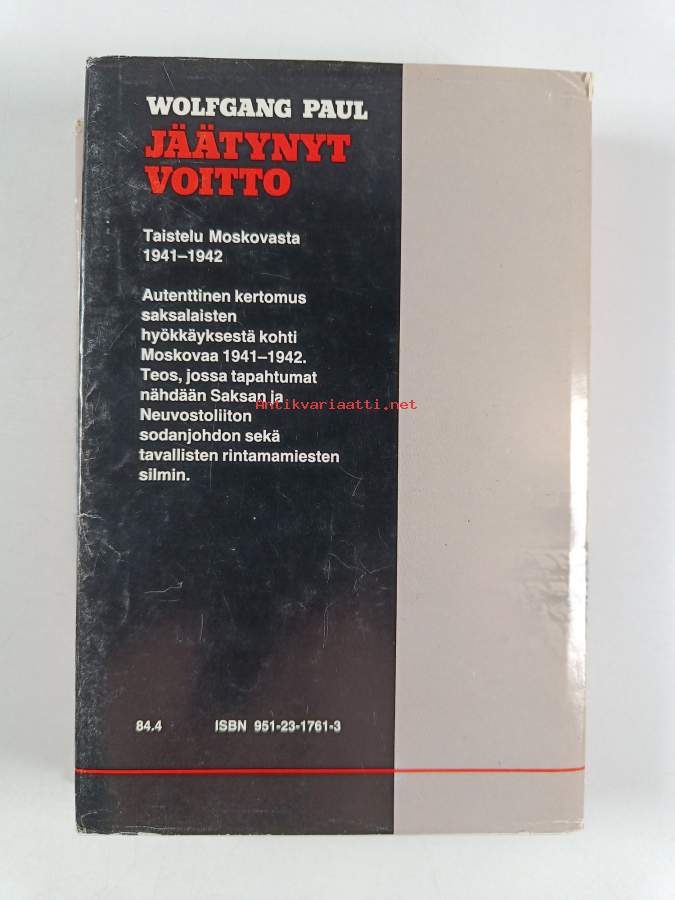 WOLFGANG PAUL
JÄÄTYNYT
VOITTO
Taistelu Moskovasta
1941–1942
Autenttinen kertomus
saksalaisten
hyökkäyksestä kohti
Moskovaa 1941–1942.
Teos, jossa tapahtumat
nähdään Saksan ja
Antikvariaatti.net
Neuvostoliiton
sodanjohdon sekä
tavallisten rintamamiesten
silmin.
84.4 ISBN 951-23-1761-3